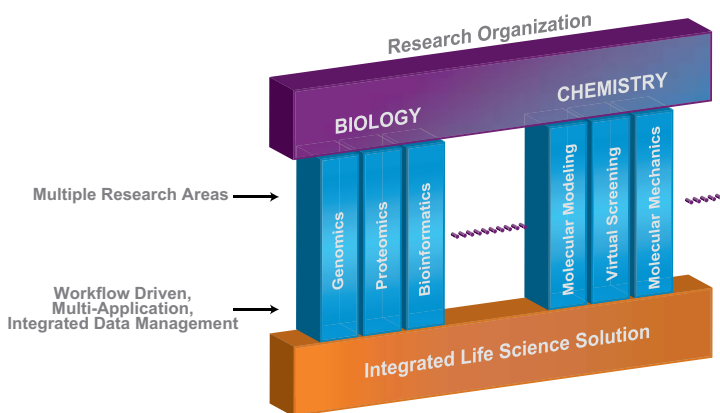 Research Organization
BIOLOGY
CHEMISTRY
Multiple Research Areas
Genomics
Proteomics
Bioinformatics
Molecular Modeling
Virtual Screening
Molecular Mechanics
Workflow Driven,
Multi-Application,
Integrated Data Management
Integrated Life Science Solution